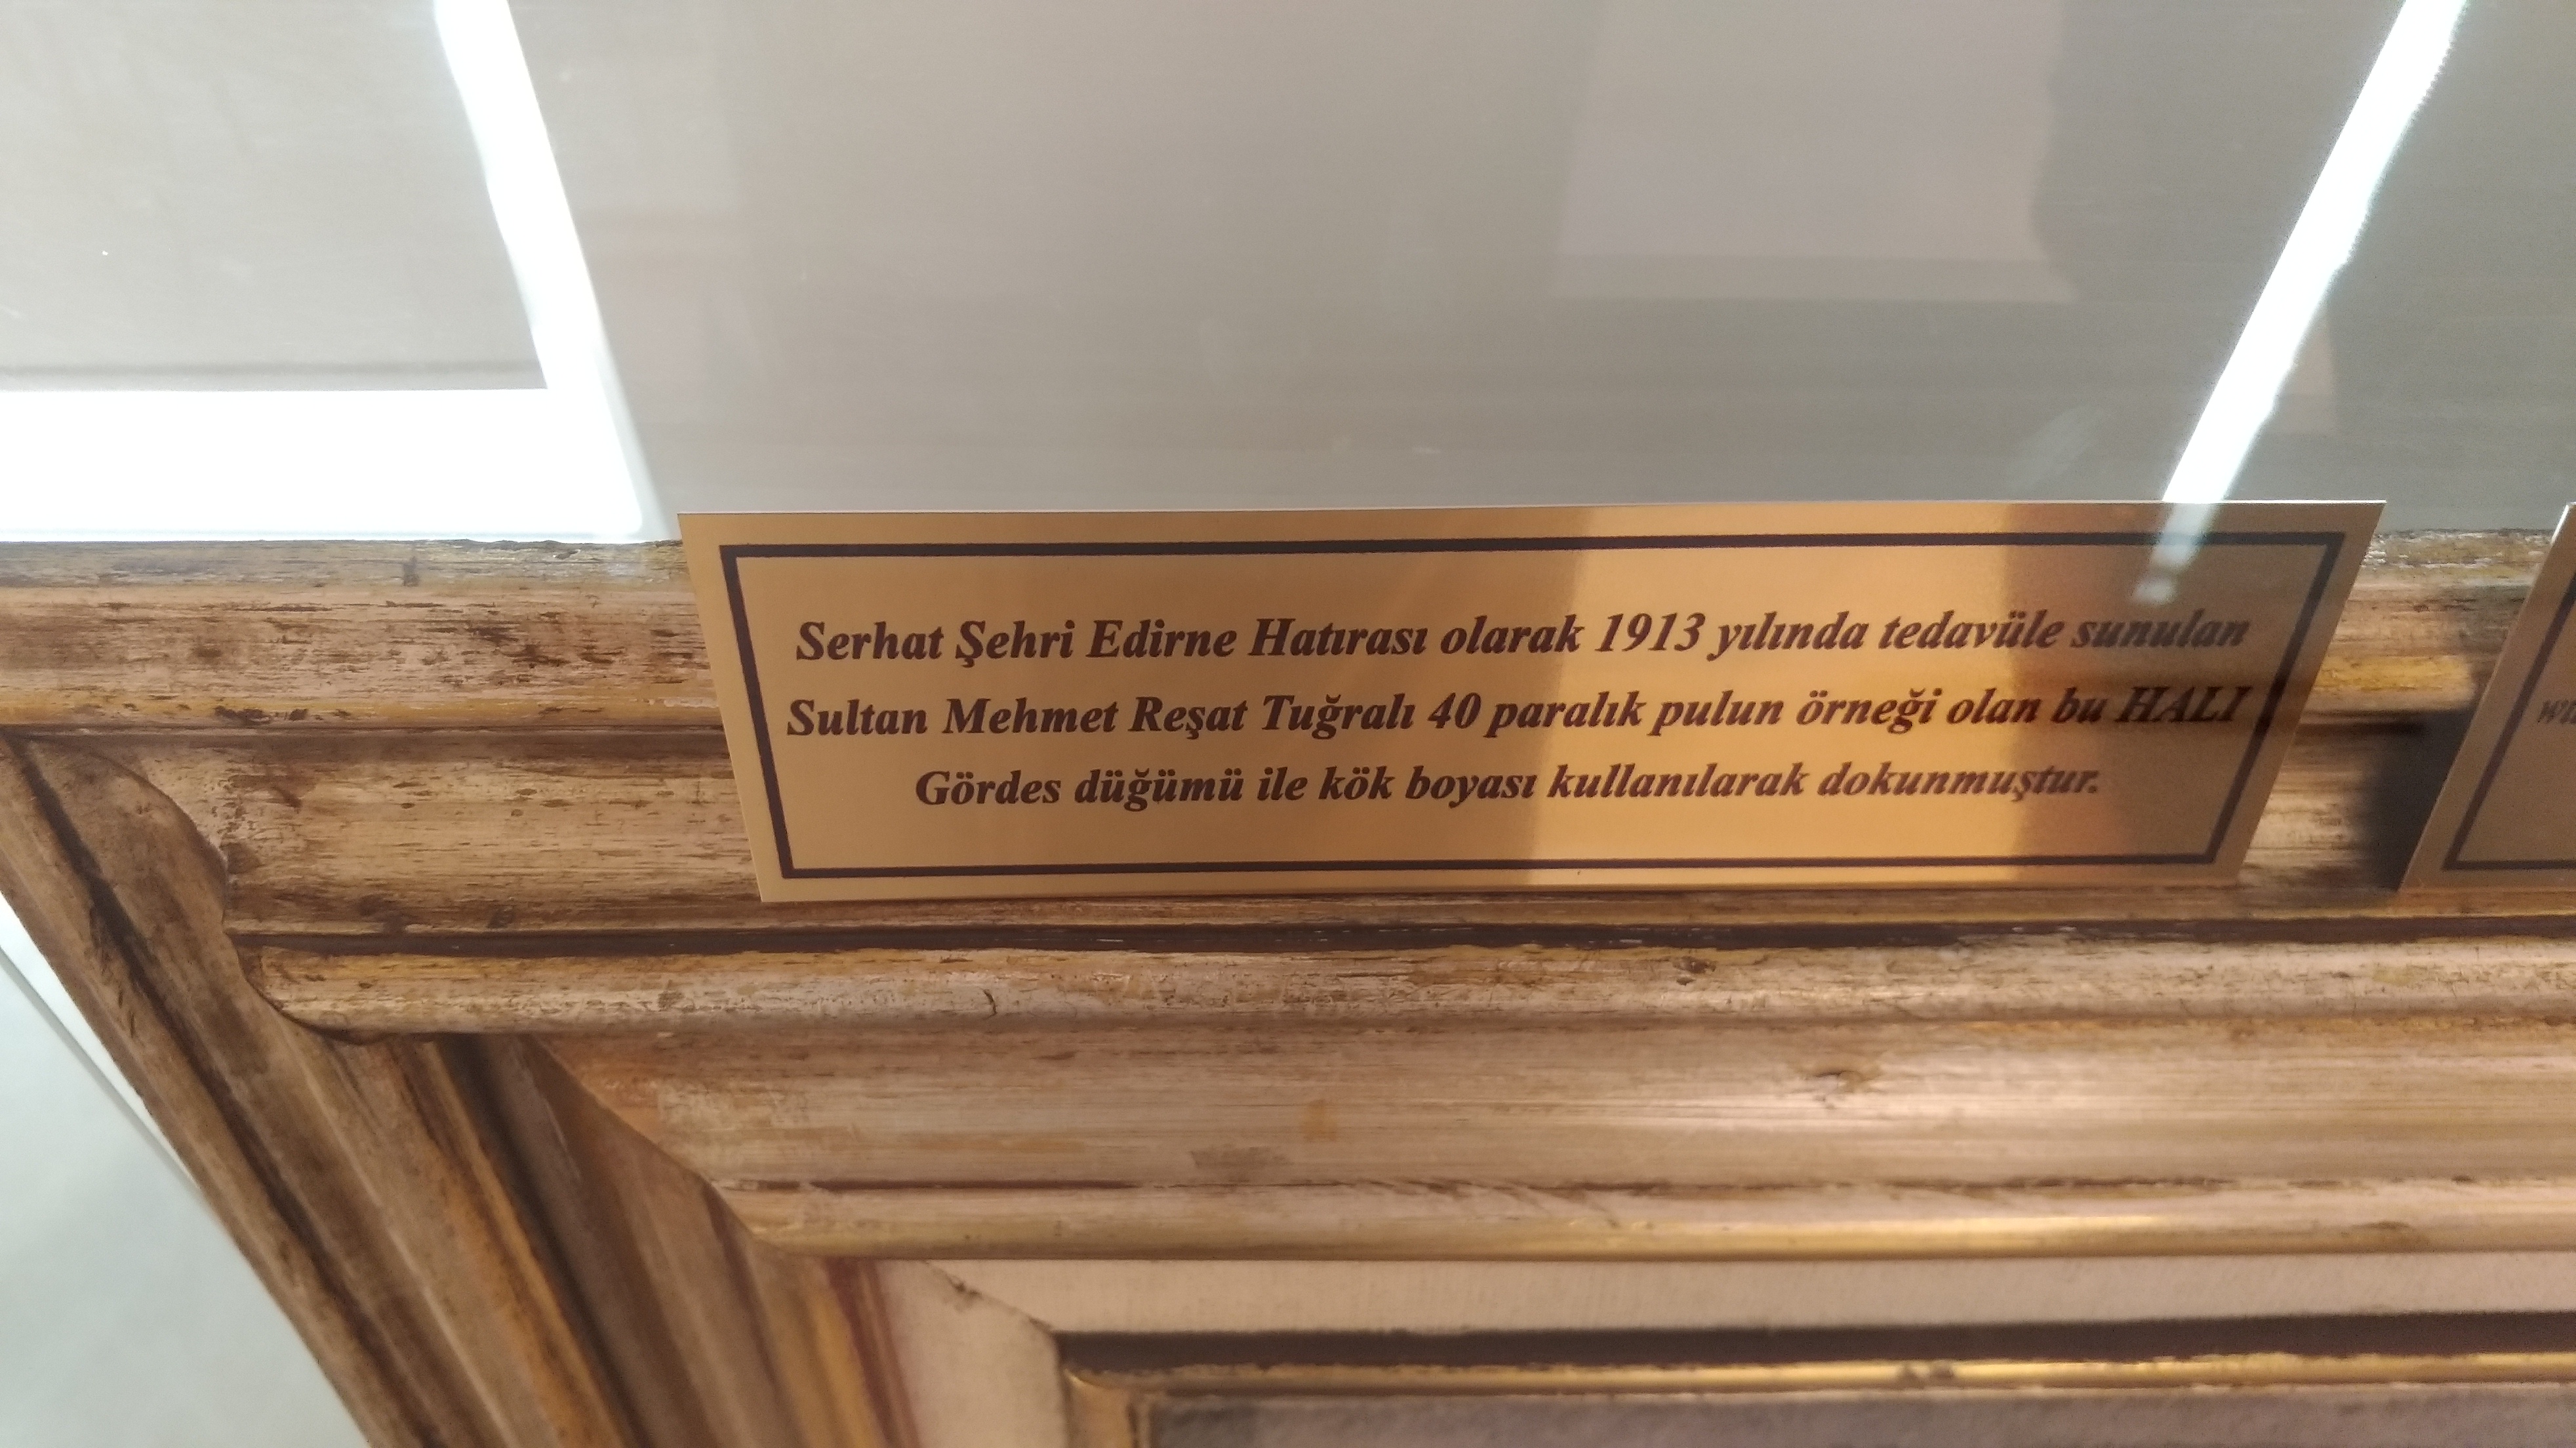 Serhat Şehri Edirne Hatırası olarak 1913 yılında tedavüle sunulan
Sultan Mehmet Reşat Tuğralı 40 paralık pulun örneği olan bu HALI
Gördes düğümü ile kök boyası kullanılarak dokunmuştur.